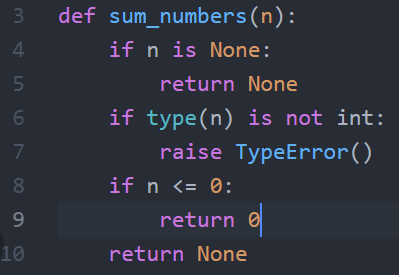 3 def sum_numbers(n):
4     if n is None:
5         return None
6     if type(n) is not int:
7         raise TypeError()
8     if n <= 0:
9         return 0
10     return None